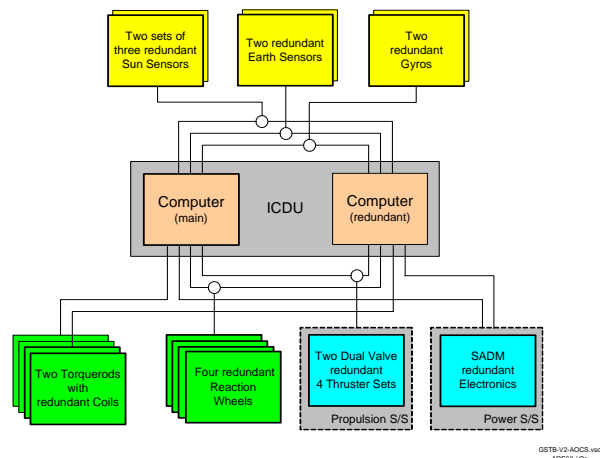 Two sets of
three redundant
Sun Sensors
Two redundant
Earth Sensors
Two
redundant
Gyros
Computer
(main)
ICDU
Computer
(redundant)
Two Torquerods
with
redundant Coils
Four redundant
Reaction
Wheels
Two Dual Valve
redundant
4 Thruster Sets
Propulsion S/S
SADM
redundant
Electronics
Power S/S
GSTB-V2-AOCS.vsd